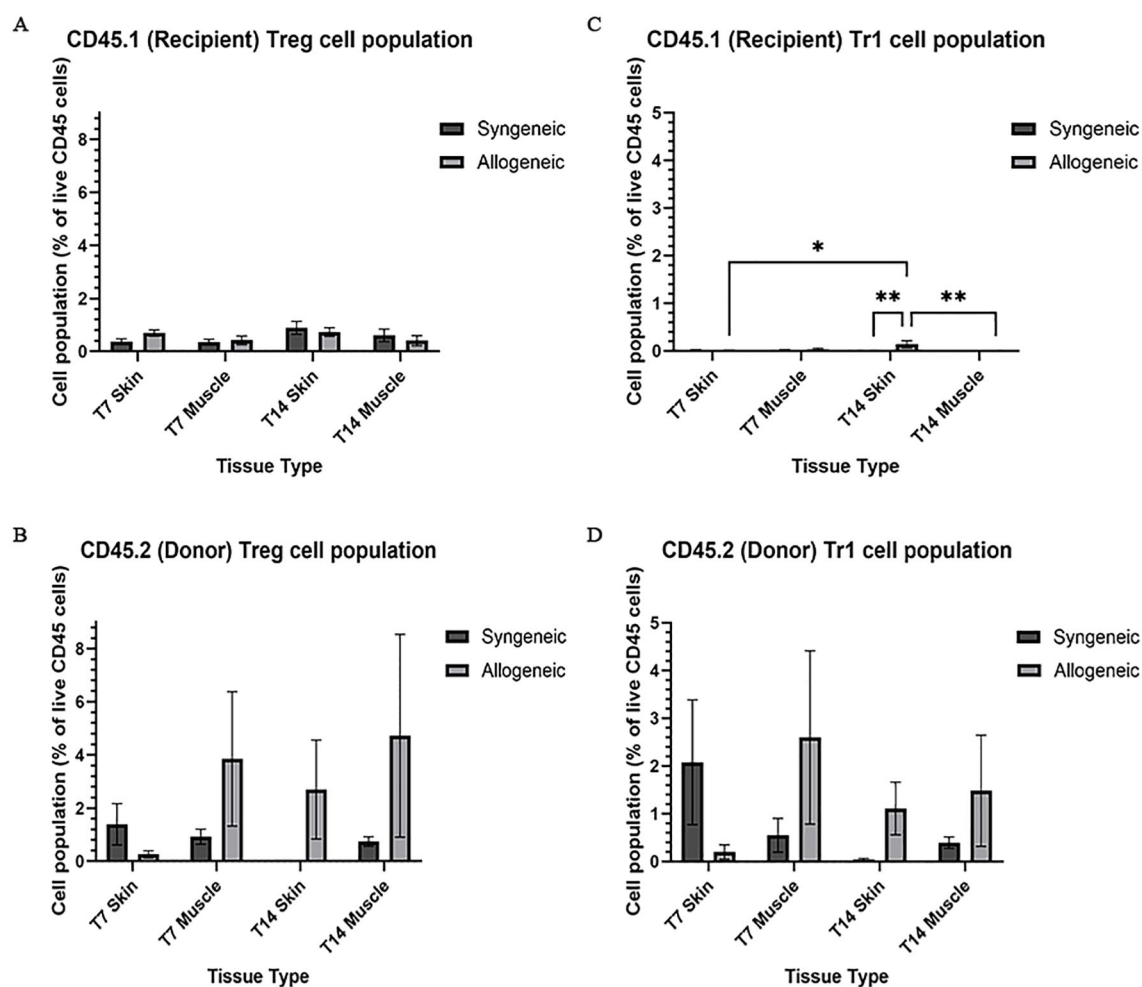 A
CD45.1 (Recipient) Treg cell population
Cell population (% of live CD45 cells)
8
6
4
2
0
T7 Skin
T7 Muscle
T14 Skin
T14 Muscle
Tissue Type
Syngeneic
Allogeneic
C
CD45.1 (Recipient) Tr1 cell population
Cell population (% of live CD45 cells)
5
4
3
2
1
0
*
**
**
T7 Skin
T7 Muscle
T14 Skin
T14 Muscle
Tissue Type
Syngeneic
Allogeneic
B
CD45.2 (Donor) Treg cell population
Cell population (% of live CD45 cells)
8
6
4
2
0
T7 Skin
T7 Muscle
T14 Skin
T14 Muscle
Tissue Type
Syngeneic
Allogeneic
D
CD45.2 (Donor) Tr1 cell population
Cell population (% of live CD45 cells)
5
4
3
2
1
0
T7 Skin
T7 Muscle
T14 Skin
T14 Muscle
Tissue Type
Syngeneic
Allogeneic